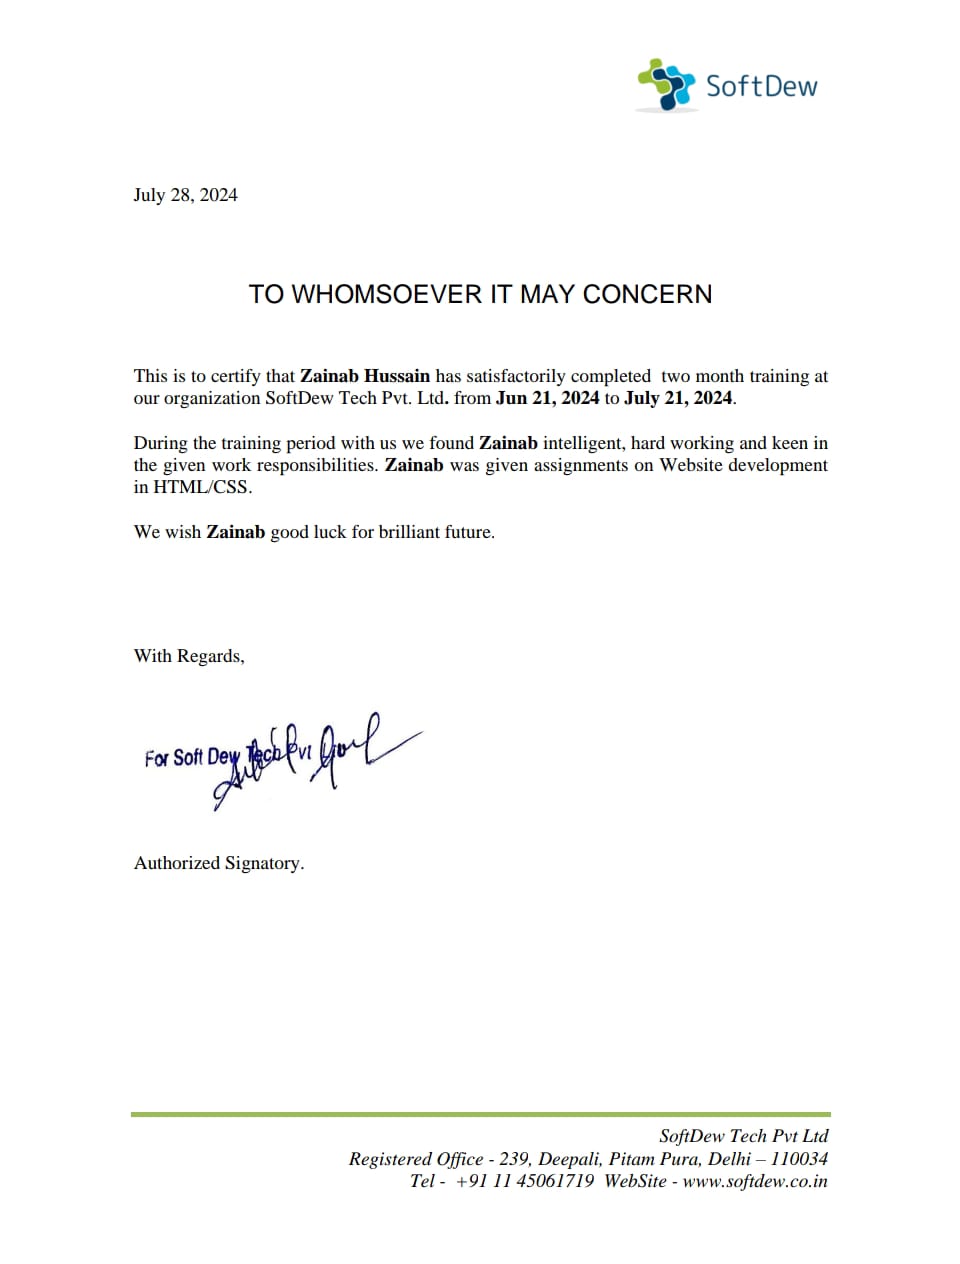 SoftDew
July 28, 2024
TO WHOMSOEVER IT MAY CONCERN
This is to certify that Zainab Hussain has satisfactorily completed  two month training at
our organization SoftDew Tech Pvt. Ltd. from Jun 21, 2024 to July 21, 2024.
During the training period with us we found Zainab intelligent, hard working and keen in
the given work responsibilities. Zainab was given assignments on Website development
in HTML/CSS.
We wish Zainab good luck for brilliant future.
With Regards,
For Soft Dew Tech Pvt
Authorized Signatory.
SoftDew Tech Pvt Ltd
Registered Office - 239, Deepali, Pitam Pura, Delhi – 110034
Tel -  +91 11 45061719  WebSite - www.softdew.co.in